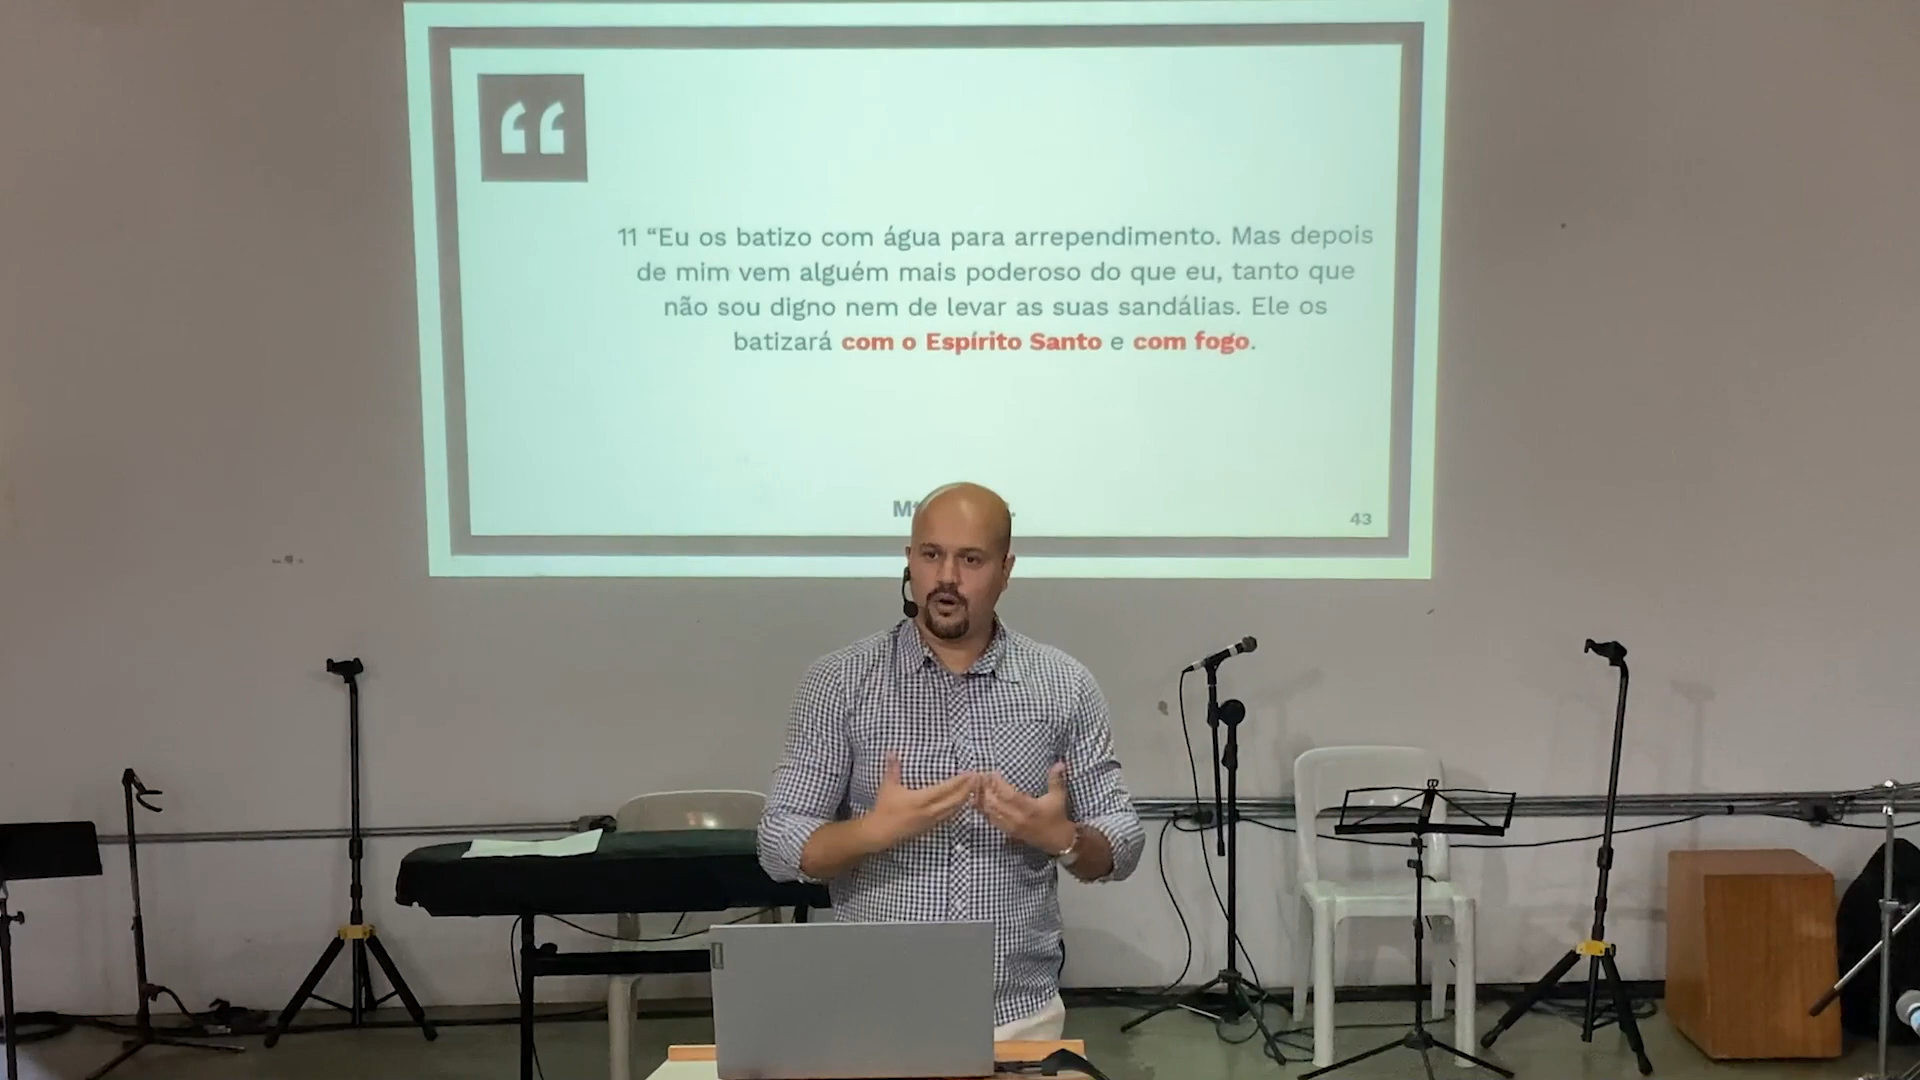 11 “Eu os batizo com água para arrependimento. Mas depois
de mim vem alguém mais poderoso do que eu, tanto que
não sou digno nem de levar as suas sandálias. Ele os
batizará com o Espírito Santo e com fogo.
43